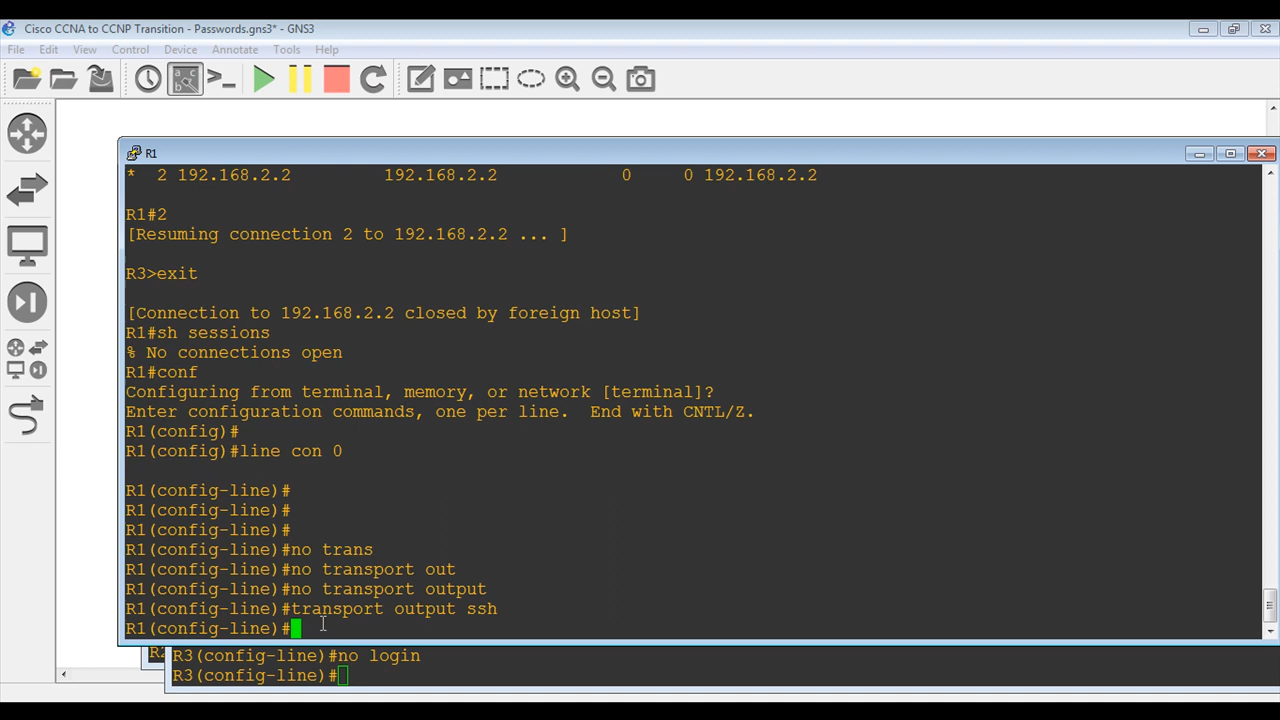 Cisco CCNA to CCNP Transition - Passwords.gns3* - GNS3
File Edit View Control Device Annotate Tools Help
R1
* 2 192.168.2.2 192.168.2.2 0 0 192.168.2.2
R1#2
[Resuming connection 2 to 192.168.2.2 ... ]
R3>exit
[Connection to 192.168.2.2 closed by foreign host]
R1#sh sessions
% No connections open
R1#conf
Configuring from terminal, memory, or network [terminal]?
Enter configuration commands, one per line. End with CNTL/Z.
R1(config)#
R1(config)#line con 0
R1(config-line)#
R1(config-line)#
R1(config-line)#
R1(config-line)#no trans
R1(config-line)#no transport out
R1(config-line)#no transport output
R1(config-line)#transport output ssh
R1(config-line)#
R3(config-line)#no login
R3(config-line)#